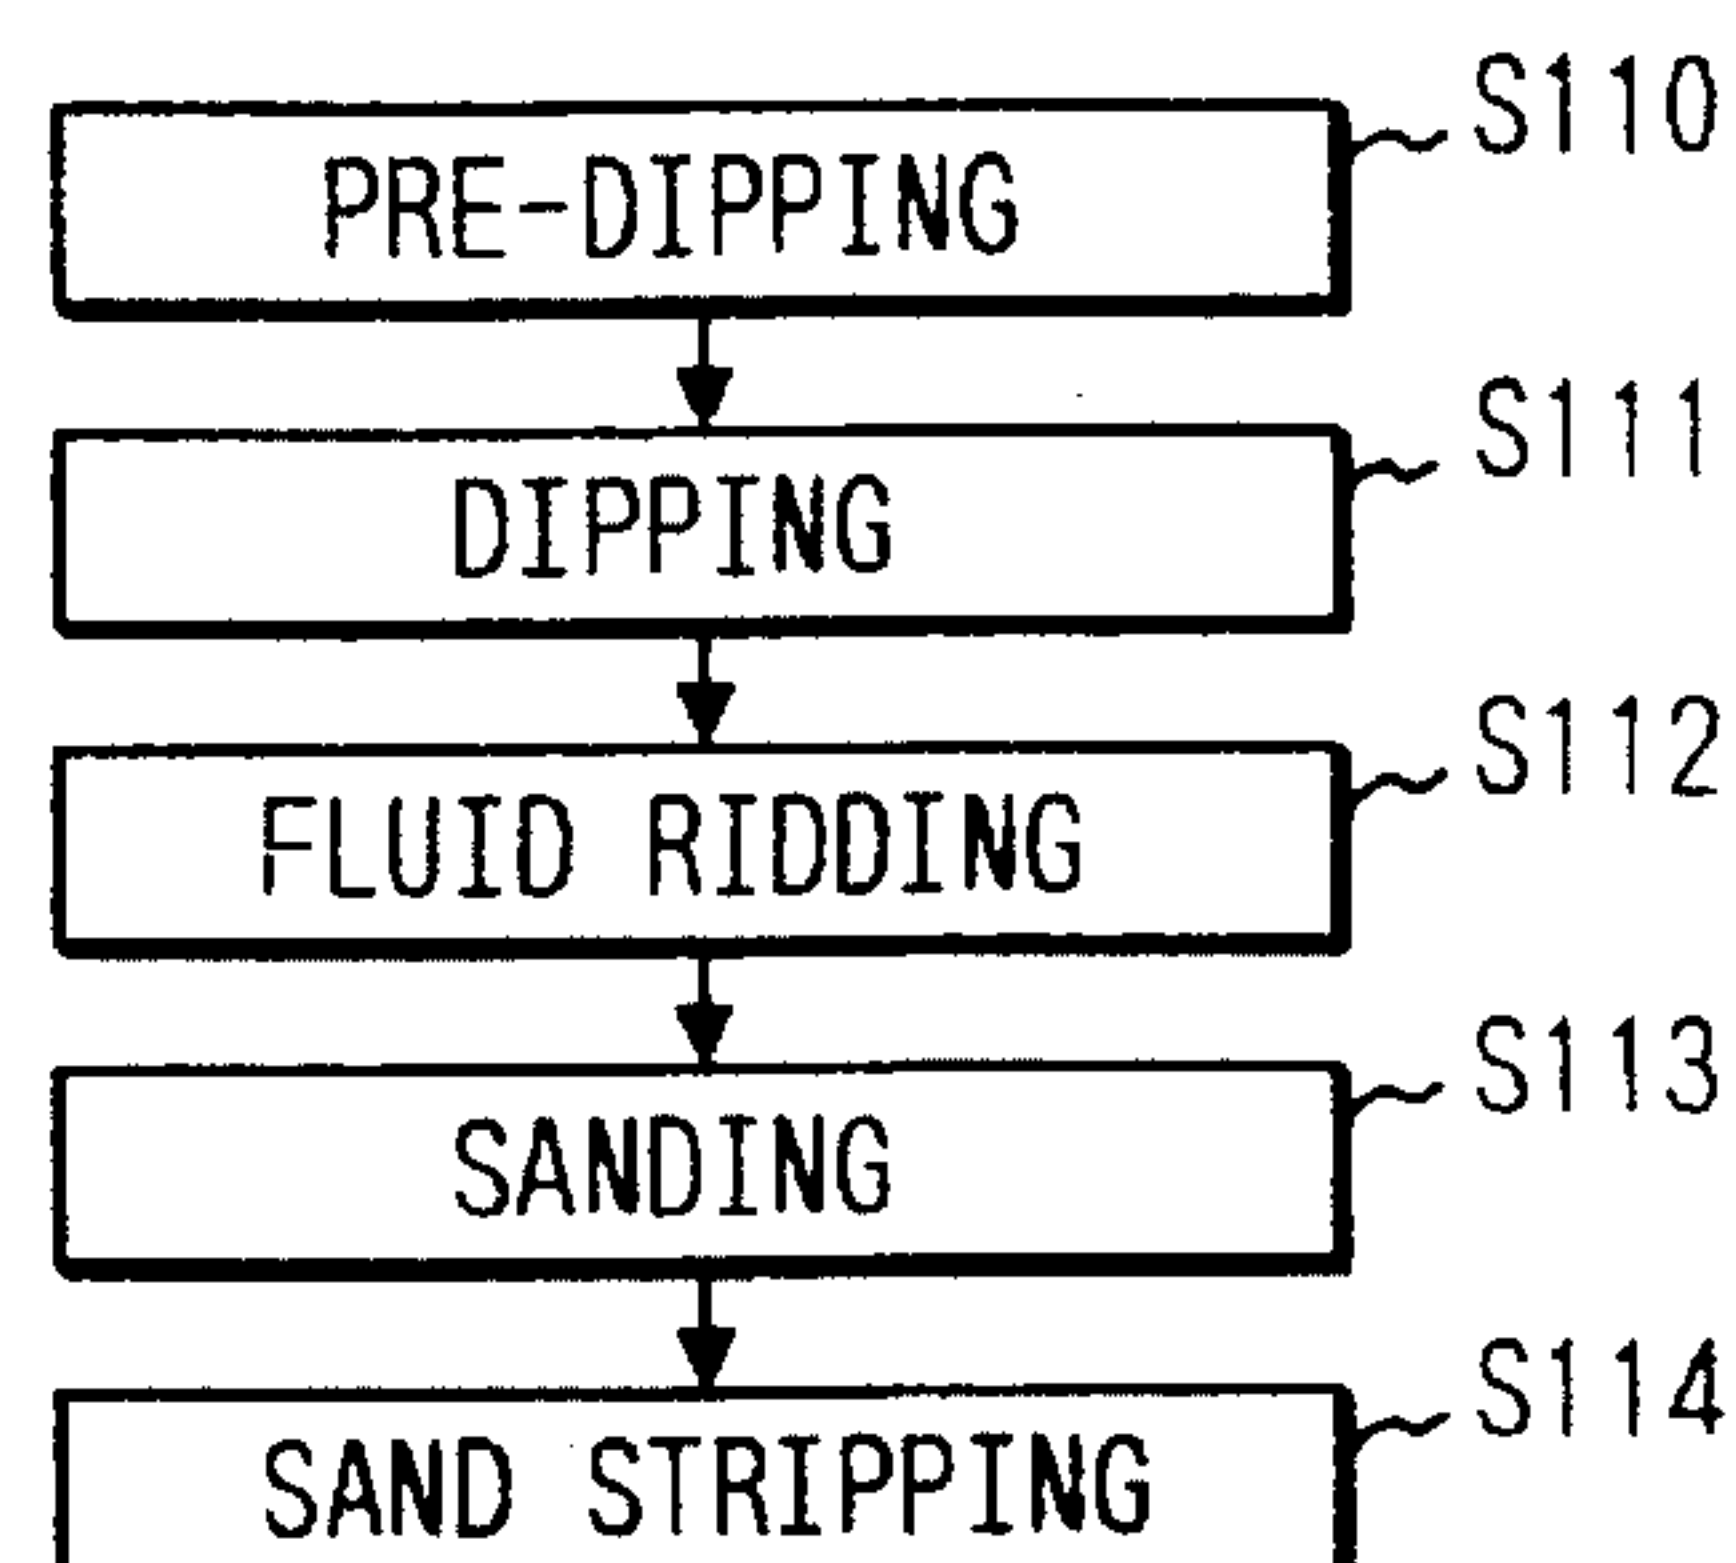 S110
PRE-DIPPING
S111
DIPPING
S112
FLUID RIDDING
S113
SANDING
S114
SAND STRIPPING